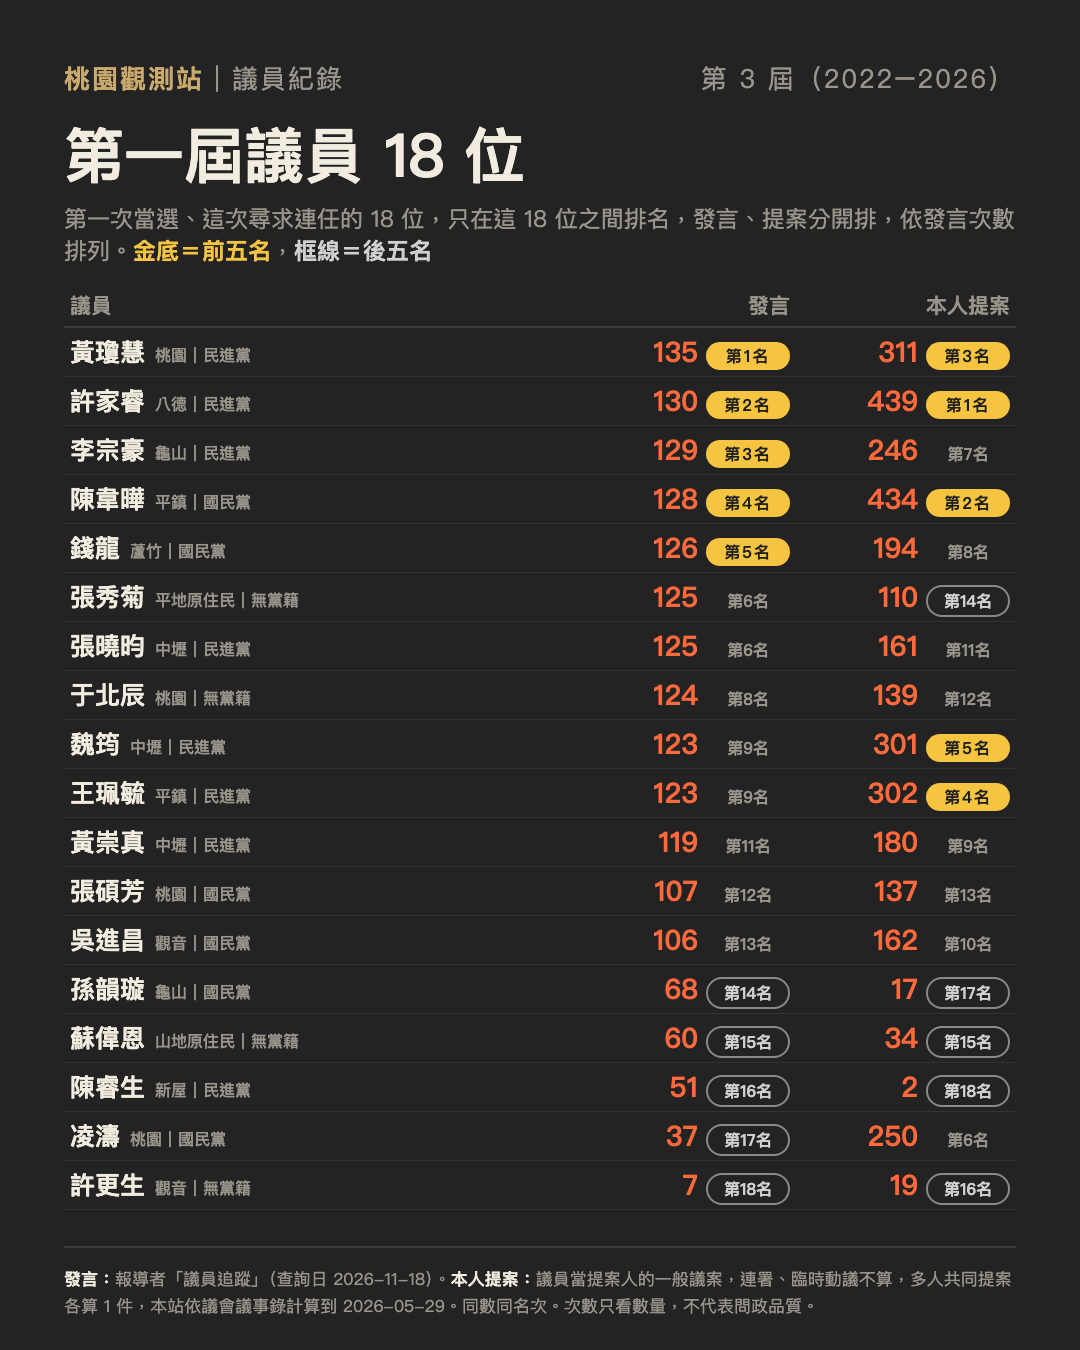 桃園觀測站｜議員紀錄
第 3 屆（2022–2026）
第一屆議員 18 位
第一次當選、這次尋求連任的 18 位，只在這 18 位之間排名，發言、提案分開排，依發言次數
排列。金底＝前五名，框線＝後五名
議員 發言 本人提案
黃瓊慧 桃園｜民進黨 135 第1名 311 第3名
許家睿 八德｜民進黨 130 第2名 439 第1名
李宗豪 龜山｜民進黨 129 第3名 246 第7名
陳韋曄 平鎮｜國民黨 128 第4名 434 第2名
錢龍 蘆竹｜國民黨 126 第5名 194 第8名
張秀菊 平地原住民｜無黨籍 125 第6名 110 第14名
張曉昀 中壢｜民進黨 125 第6名 161 第11名
于北辰 桃園｜無黨籍 124 第8名 139 第12名
魏筠 中壢｜民進黨 123 第9名 301 第5名
王珮毓 平鎮｜民進黨 123 第9名 302 第4名
黃崇真 中壢｜民進黨 119 第11名 180 第9名
張碩芳 桃園｜國民黨 107 第12名 137 第13名
吳進昌 觀音｜國民黨 106 第13名 162 第10名
孫韻璇 龜山｜國民黨 68 第14名 17 第17名
蘇偉恩 山地原住民｜無黨籍 60 第15名 34 第15名
陳睿生 新屋｜民進黨 51 第16名 2 第18名
凌濤 桃園｜國民黨 37 第17名 250 第6名
許更生 觀音｜無黨籍 7 第18名 19 第16名
發言：報導者「議員追蹤」（查詢日 2026-11-18）。本人提案：議員當提案人的一般議案，連署、臨時動議不算，多人共同提案
各算 1 件，本站依議會議事錄計算到 2026-05-29。同數同名次。次數只看數量，不代表問政品質。